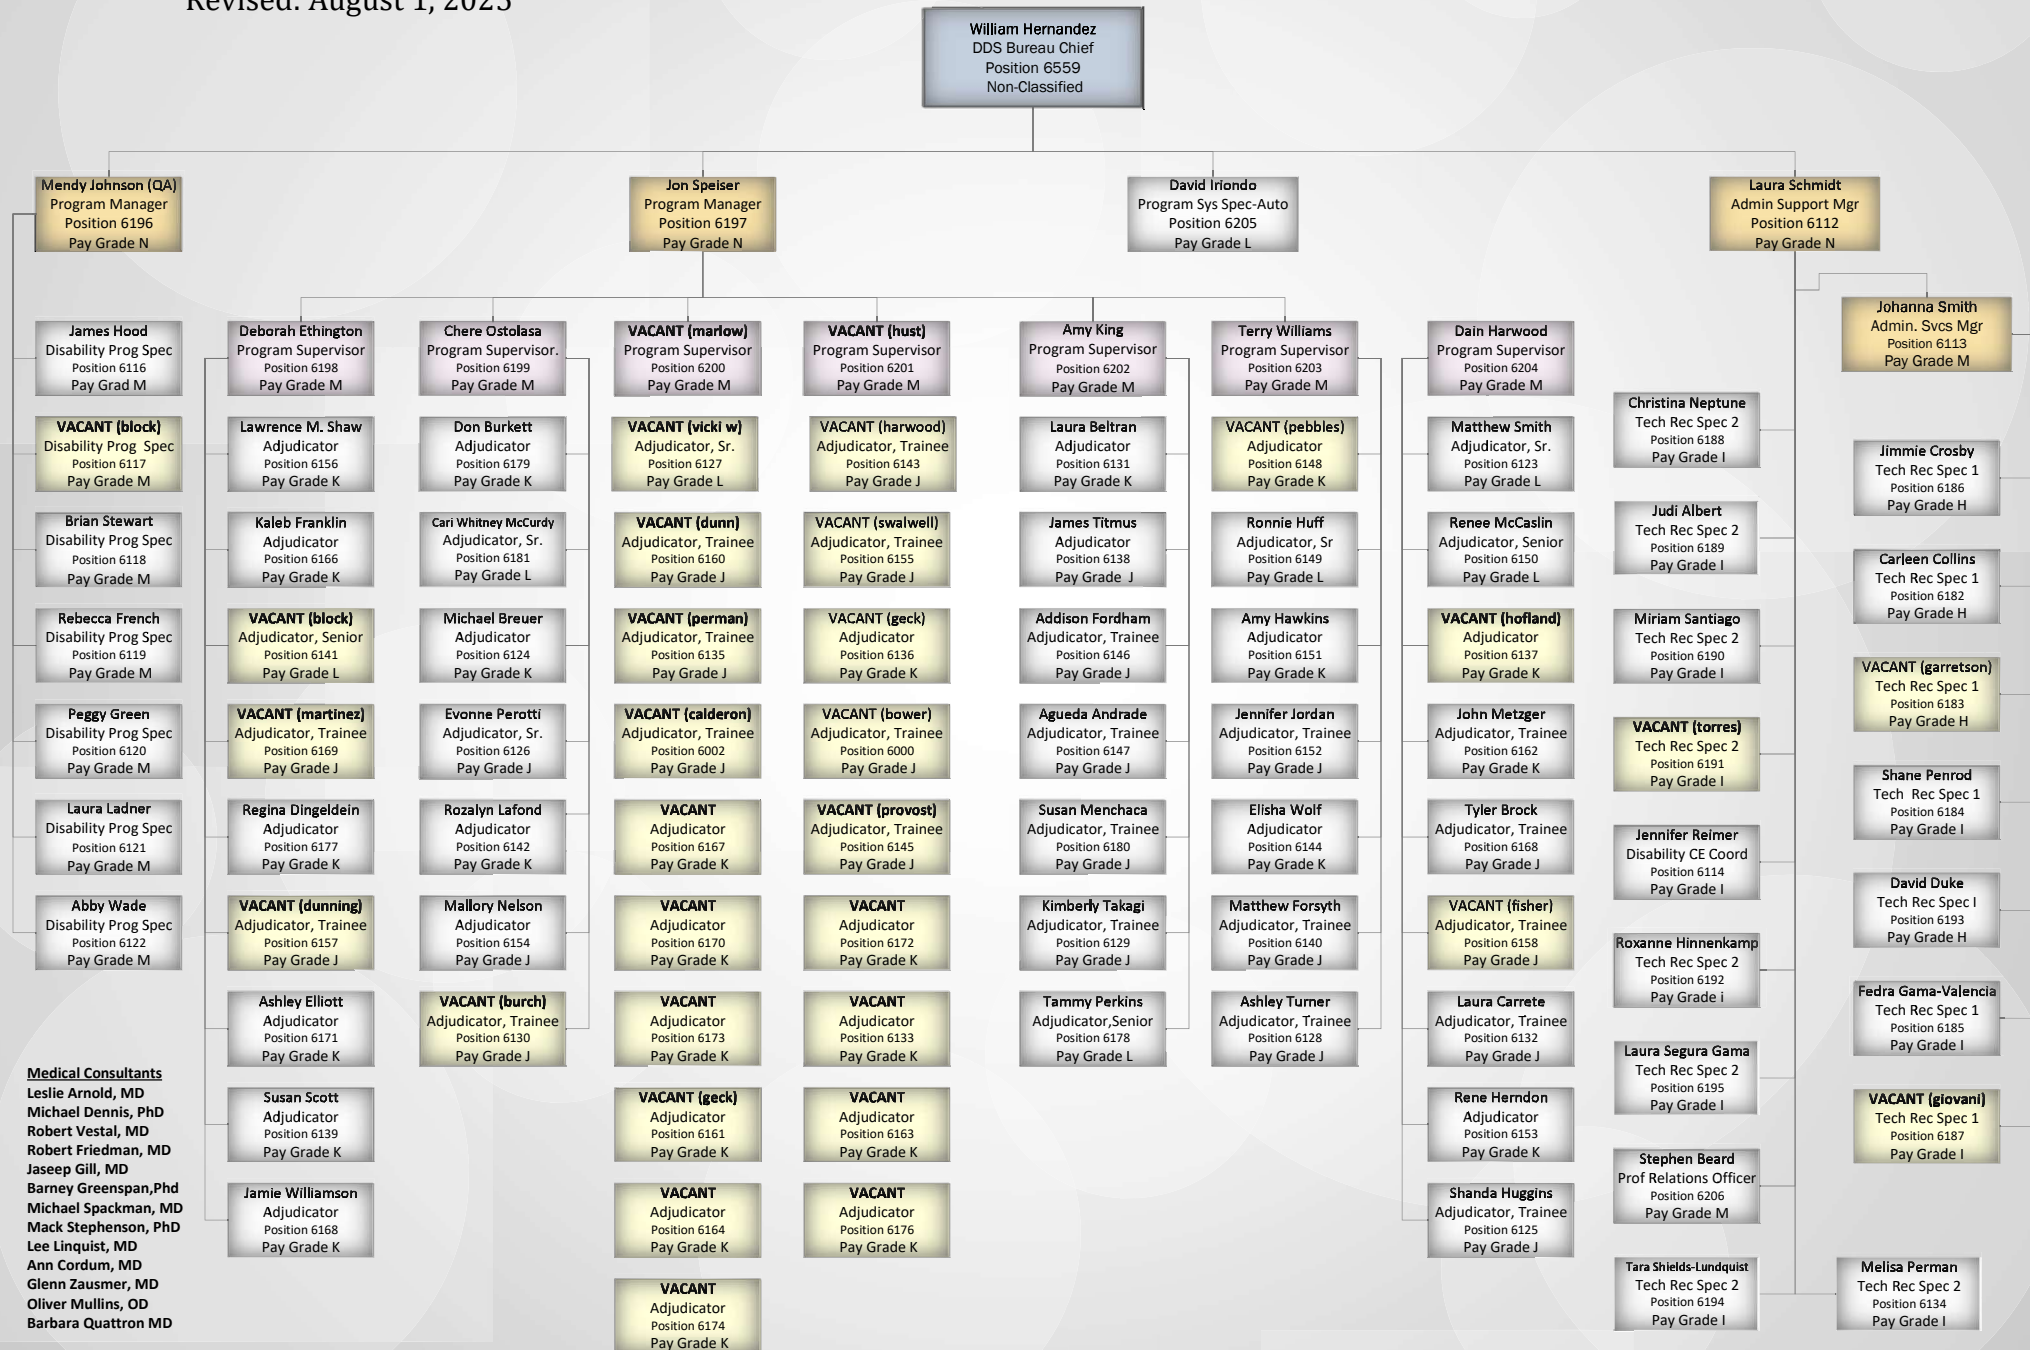 Revised: August 1, 2023
William Hernandez
DDS Bureau Chief
Position 6559
Non-Classified
Mendy Johnson (QA)
Program Manager
Position 6196
Pay Grade N
Jon Speiser
Program Manager
Position 6197
Pay Grade N
David Iriondo
Program Sys Spec-Auto
Position 6205
Pay Grade L
Laura Schmidt
Admin Support Mgr
Position 6112
Pay Grade N
James Hood
Disability Prog Spec
Position 6116
Pay Grad M
VACANT (block)
Disability Prog  Spec
Position 6117
Pay Grade M
Brian Stewart
Disability Prog Spec
Position 6118
Pay Grade M
Rebecca French
Disability Prog Spec
Position 6119
Pay Grade M
Peggy Green
Disability Prog Spec
Position 6120
Pay Grade M
Laura Ladner
Disability Prog Spec
Position 6121
Pay Grade M
Abby Wade
Disability Prog Spec
Position 6122
Pay Grade M
Deborah Ethington
Program Supervisor
Position 6198
Pay Grade M
Lawrence M. Shaw
Adjudicator
Position 6156
Pay Grade K
Kaleb Franklin
Adjudicator
Position 6166
Pay Grade K
VACANT (block)
Adjudicator, Senior
Position 6141
Pay Grade L
VACANT (martinez)
Adjudicator, Trainee
Position 6169
Pay Grade J
Regina Dingeldein
Adjudicator
Position 6177
Pay Grade K
VACANT (dunning)
Adjudicator, Trainee
Position 6157
Pay Grade J
Ashley Elliott
Adjudicator
Position 6171
Pay Grade K
Susan Scott
Adjudicator
Position 6139
Pay Grade K
Jamie Williamson
Adjudicator
Position 6168
Pay Grade K
Chere Ostolasa
Program Supervisor.
Position 6199
Pay Grade M
Don Burkett
Adjudicator
Position 6179
Pay Grade K
Cari Whitney McCurdy
Adjudicator, Sr.
Position 6181
Pay Grade L
Michael Breuer
Adjudicator
Position 6124
Pay Grade K
Evonne Perotti
Adjudicator, Sr.
Position 6126
Pay Grade J
Rozalyn Lafond
Adjudicator
Position 6142
Pay Grade K
Mallory Nelson
Adjudicator
Position 6154
Pay Grade J
VACANT (burch)
Adjudicator, Trainee
Position 6130
Pay Grade J
VACANT (marlow)
Program Supervisor
Position 6200
Pay Grade M
VACANT (vicki w)
Adjudicator, Sr.
Position 6127
Pay Grade L
VACANT (dunn)
Adjudicator, Trainee
Position 6160
Pay Grade J
VACANT (perman)
Adjudicator, Trainee
Position 6135
Pay Grade J
VACANT (calderon)
Adjudicator, Trainee
Position 6002
Pay Grade J
VACANT
Adjudicator
Position 6167
Pay Grade K
VACANT
Adjudicator
Position 6170
Pay Grade K
VACANT
Adjudicator
Position 6173
Pay Grade K
VACANT (geck)
Adjudicator
Position 6161
Pay Grade K
VACANT
Adjudicator
Position 6164
Pay Grade K
VACANT
Adjudicator
Position 6174
Pay Grade K
VACANT (hust)
Program Supervisor
Position 6201
Pay Grade M
VACANT (harwood)
Adjudicator, Trainee
Position 6143
Pay Grade J
VACANT (swalwell)
Adjudicator, Trainee
Position 6155
Pay Grade J
VACANT (geck)
Adjudicator
Position 6136
Pay Grade K
VACANT (bower)
Adjudicator, Trainee
Position 6000
Pay Grade J
VACANT (provost)
Adjudicator, Trainee
Position 6145
Pay Grade J
VACANT
Adjudicator
Position 6172
Pay Grade K
VACANT
Adjudicator
Position 6133
Pay Grade K
VACANT
Adjudicator
Position 6163
Pay Grade K
VACANT
Adjudicator
Position 6176
Pay Grade K
Amy King
Program Supervisor
Position 6202
Pay Grade M
Laura Beltran
Adjudicator
Position 6131
Pay Grade K
James Titmus
Adjudicator
Position 6138
Pay Grade  J
Addison Fordham
Adjudicator, Trainee
Position 6146
Pay Grade J
Agueda Andrade
Adjudicator, Trainee
Position 6147
Pay Grade J
Susan Menchaca
Adjudicator, Trainee
Position 6180
Pay Grade J
Kimberly Takagi
Adjudicator, Trainee
Position 6129
Pay Grade J
Tammy Perkins
Adjudicator,Senior
Position 6178
Pay Grade L
Terry Williams
Program Supervisor
Position 6203
Pay Grade M
VACANT (pebbles)
Adjudicator
Position 6148
Pay Grade K
Ronnie Huff
Adjudicator, Sr
Position 6149
Pay Grade L
Amy Hawkins
Adjudicator
Position 6151
Pay Grade K
Jennifer Jordan
Adjudicator, Trainee
Position 6152
Pay Grade J
Elisha Wolf
Adjudicator
Position 6144
Pay Grade K
Matthew Forsyth
Adjudicator, Trainee
Position 6140
Pay Grade J
Ashley Turner
Adjudicator, Trainee
Position 6128
Pay Grade J
Dain Harwood
Program Supervisor
Position 6204
Pay Grade M
Matthew Smith
Adjudicator, Sr.
Position 6123
Pay Grade L
Renee McCaslin
Adjudicator, Senior
Position 6150
Pay Grade L
VACANT (hofland)
Adjudicator
Position 6137
Pay Grade K
John Metzger
Adjudicator, Trainee
Position 6162
Pay Grade K
Tyler Brock
Adjudicator, Trainee
Position 6168
Pay Grade J
VACANT (fisher)
Adjudicator, Trainee
Position 6158
Pay Grade J
Laura Carrete
Adjudicator, Trainee
Position 6132
Pay Grade J
Rene Herndon
Adjudicator
Position 6153
Pay Grade K
Shanda Huggins
Adjudicator, Trainee
Position 6125
Pay Grade J
Christina Neptune
Tech Rec Spec 2
Position 6188
Pay Grade I
Judi Albert
Tech Rec Spec 2
Position 6189
Pay Grade I
Miriam Santiago
Tech Rec Spec 2
Position 6190
Pay Grade I
VACANT (torres)
Tech Rec Spec 2
Position 6191
Pay Grade I
Jennifer Reimer
Disability CE Coord
Position 6114
Pay Grade I
Roxanne Hinnenkamp
Tech Rec Spec 2
Position 6192
Pay Grade i
Laura Segura Gama
Tech Rec Spec 2
Position 6195
Pay Grade I
Stephen Beard
Prof Relations Officer
Position 6206
Pay Grade M
Tara Shields-Lundquist
Tech Rec Spec 2
Position 6194
Pay Grade I
Johanna Smith
Admin. Svcs Mgr
Position 6113
Pay Grade M
Jimmie Crosby
Tech Rec Spec 1
Position 6186
Pay Grade H
Carleen Collins
Tech Rec Spec 1
Position 6182
Pay Grade H
VACANT (garretson)
Tech Rec Spec 1
Position 6183
Pay Grade H
Shane Penrod
Tech  Rec Spec 1
Position 6184
Pay Grade I
David Duke
Tech Rec Spec I
Position 6193
Pay Grade H
Fedra Gama-Valencia
Tech Rec Spec 1
Position 6185
Pay Grade I
VACANT (giovani)
Tech Rec Spec 1
Position 6187
Pay Grade I
Melisa Perman
Tech Rec Spec 2
Position 6134
Pay Grade I
Medical Consultants
Leslie Arnold, MD
Michael Dennis, PhD
Robert Vestal, MD
Robert Friedman, MD
Jaseep Gill, MD
Barney Greenspan,Phd
Michael Spackman, MD
Mack Stephenson, PhD
Lee Linquist, MD
Ann Cordum, MD
Glenn Zausmer, MD
Oliver Mullins, OD
Barbara Quattron MD